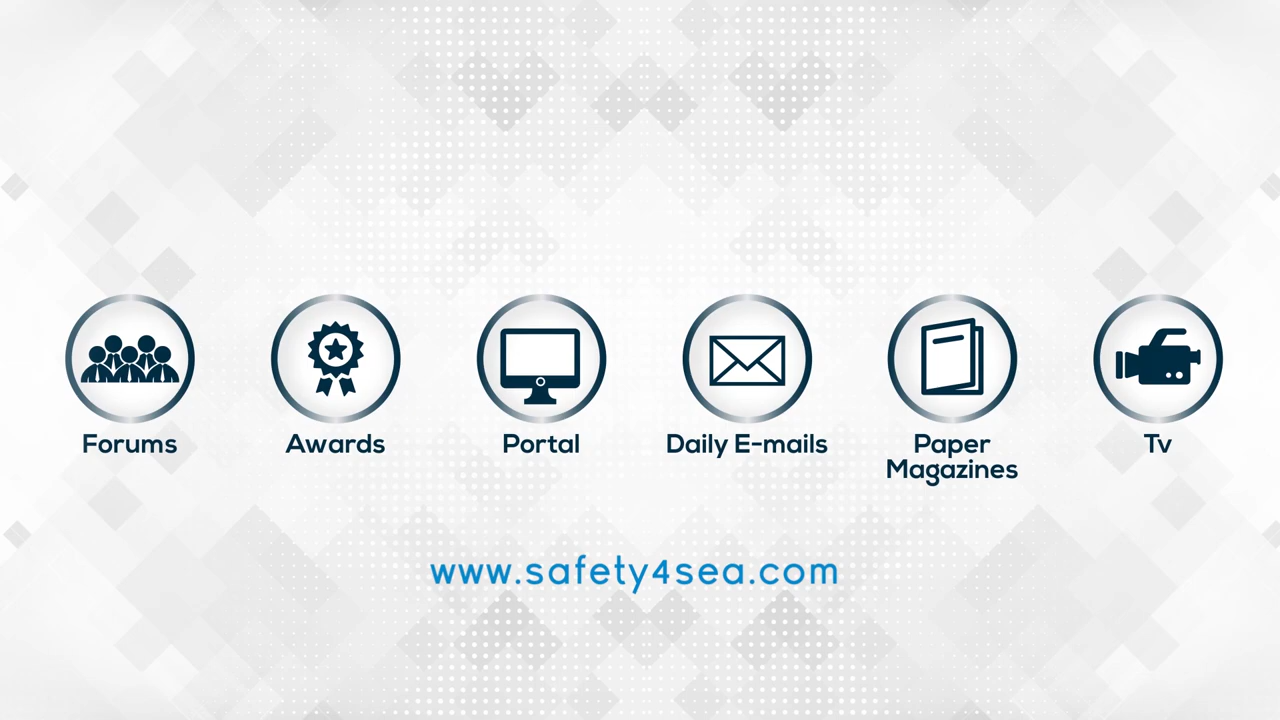 Forums
Awards
Portal
Daily E-mails
Paper
Magazines
Tv
www.safety4sea.com